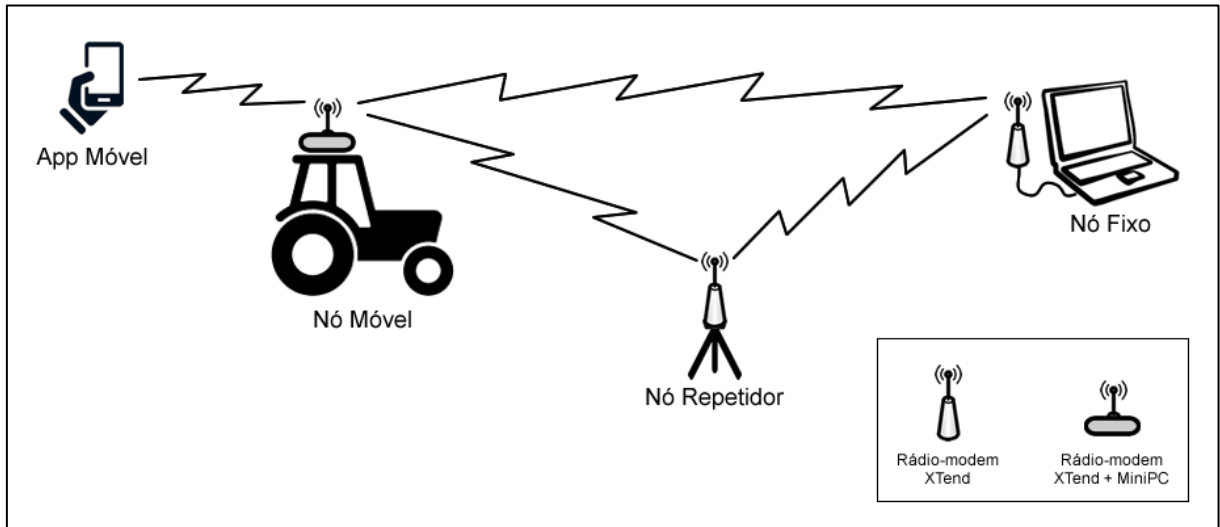 App Móvel
Nó Móvel
Nó Fixo
Nó Repetidor
Rádio-modem
XTend
Rádio-modem
XTend + MiniPC